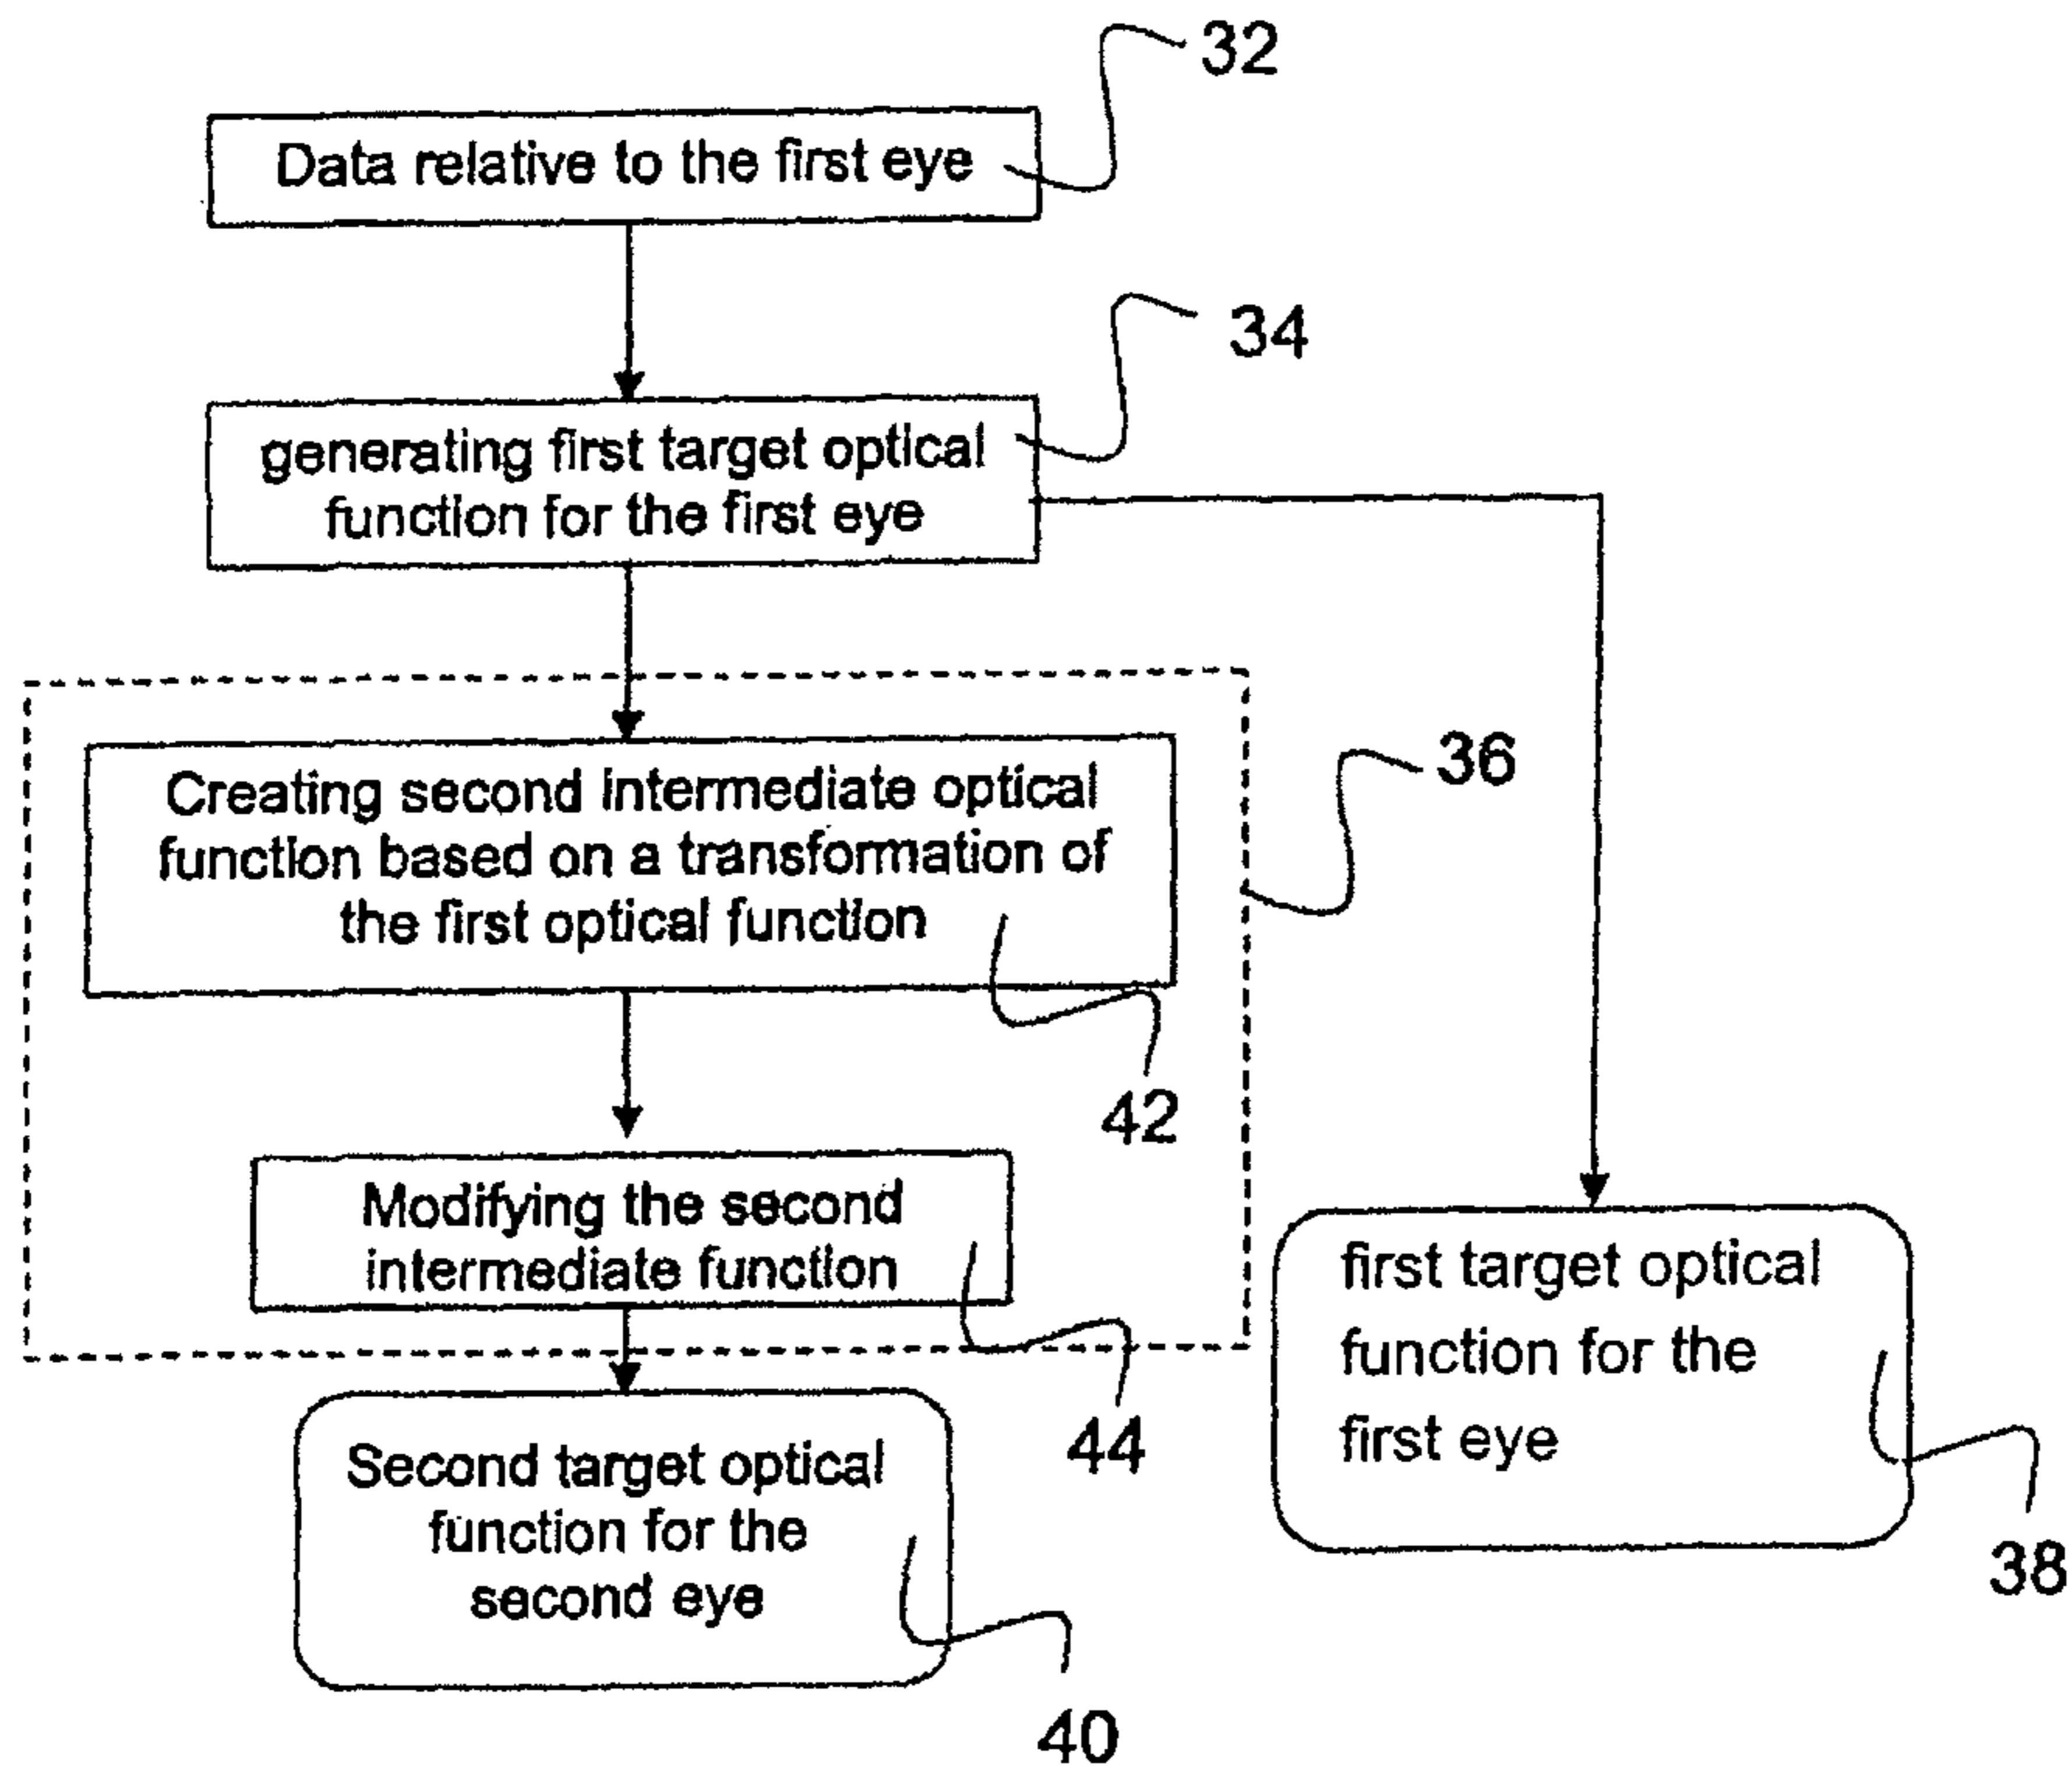 32
Data relative to the first eye
34
generating first target optical
function for the first eye
36
Creating second intermediate optical
function based on a transformation of
the first optical function
42
Modifying the second
intermediate function
44
first target optical
function for the
first eye
38
Second target optical
function for the
second eye
40